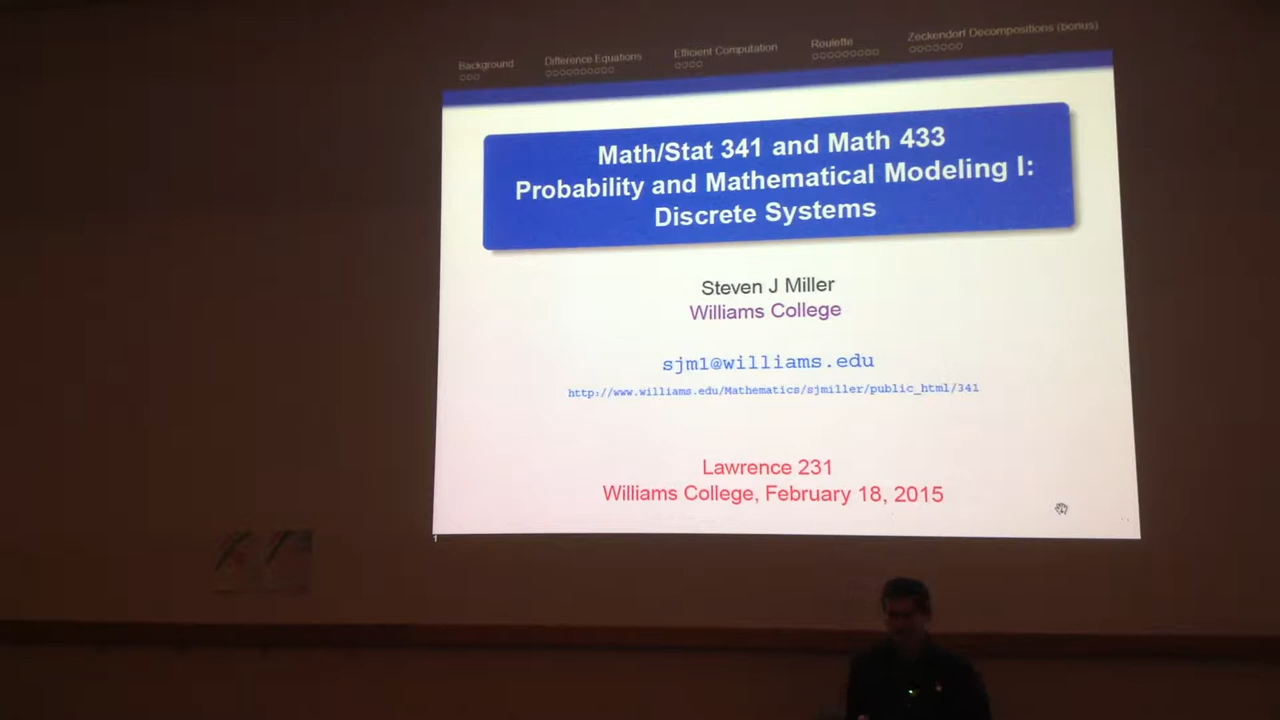 Background
Difference Equations
Efficient Computation
Roulette
Zeckendorf Decompositions (bonus)
Math/Stat 341 and Math 433
Probability and Mathematical Modeling I:
Discrete Systems
Steven J Miller
Williams College
sjm1@williams.edu
http://www.williams.edu/Mathematics/sjmiller/public_html/341
Lawrence 231
Williams College, February 18, 2015
1